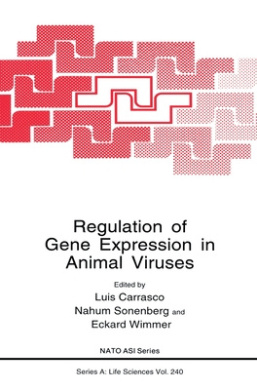 Regulation of
Gene Expression in
Animal Viruses
Edited by
Luis Carrasco
Nahum Sonenberg and
Eckard Wimmer
NATO ASI Series
Series A: Life Sciences Vol. 240